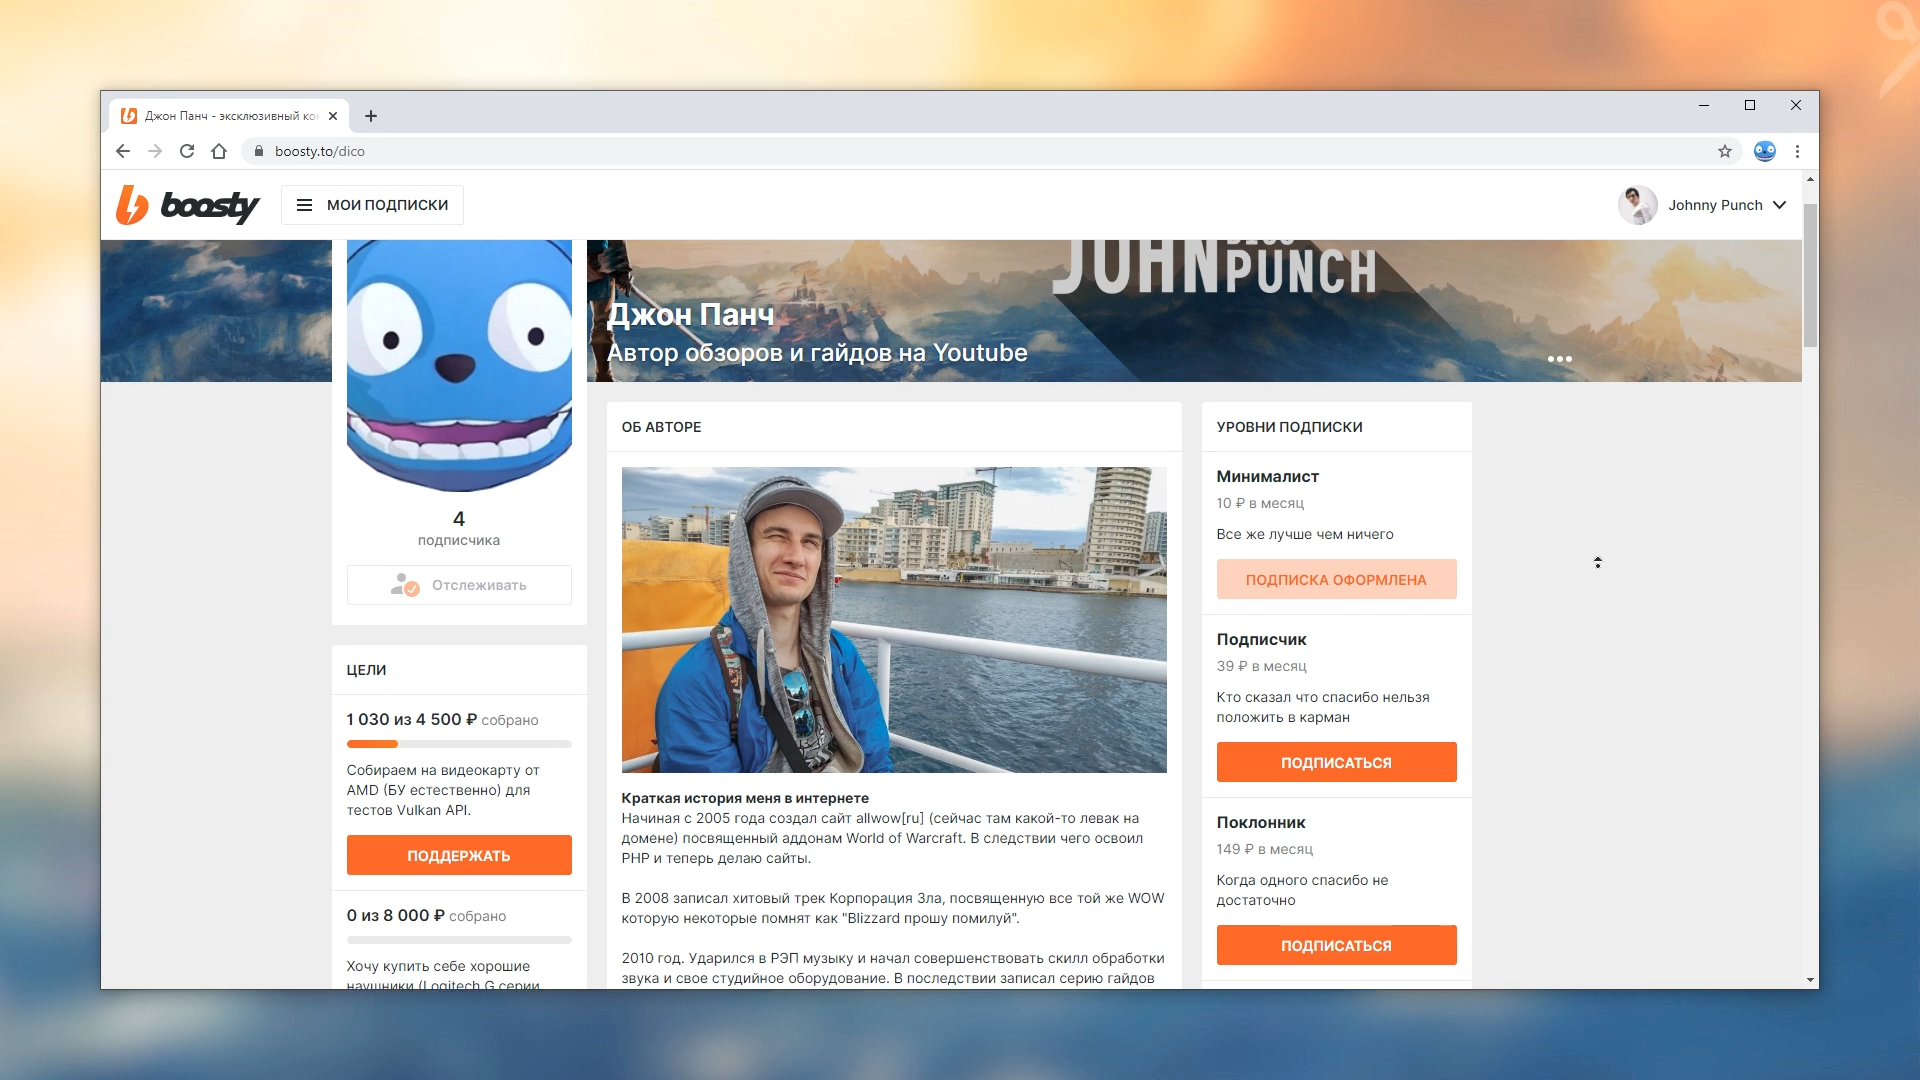 Джон Панч - эксклюзивный ко
boosty.to/dico
boosty
МОИ ПОДПИСКИ
Johnny Punch
JOHN
PUNCH
Джон Панч
Автор обзоров и гайдов на Youtube
4
подписчика
Отслеживать
ЦЕЛИ
1 030 из 4 500 ₽ собрано
Собираем на видеокарту от
AMD (БУ естественно) для
тестов Vulkan API.
ПОДДЕРЖАТЬ
0 из 8 000 ₽ собрано
Хочу купить себе хорошие
наушники (Logitech G серии
ОБ АВТОРЕ
Краткая история меня в интернете
Начиная с 2005 года создал сайт allwow[ru] (сейчас там какой-то левак на
домене) посвященный аддонам World of Warcraft. В следствии чего освоил
PHP и теперь делаю сайты.
В 2008 записал хитовый трек Корпорация Зла, посвященную все той же WOW
которую некоторые помнят как "Blizzard прошу помилуй".
2010 год. Ударился в РЭП музыку и начал совершенствовать скилл обработки
звука и свое студийное оборудование. В последствии записал серию гайдов
УРОВНИ ПОДПИСКИ
Минималист
10 ₽ в месяц
Все же лучше чем ничего
ПОДПИСКА ОФОРМЛЕНА
Подписчик
39 ₽ в месяц
Кто сказал что спасибо нельзя
положить в карман
ПОДПИСАТЬСЯ
Поклонник
149 ₽ в месяц
Когда одного спасибо не
достаточно
ПОДПИСАТЬСЯ